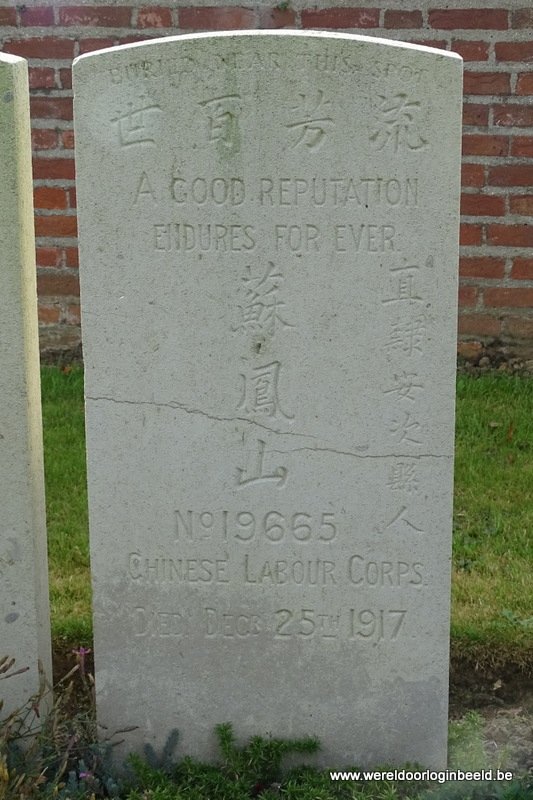 BURIED NEAR THIS SPOT
世百芳流
A GOOD REPUTATION
ENDURES FOR EVER
直隸安次縣人
蘇鳳山
No 19665
CHINESE LABOUR CORPS
DIED DECR 25TH 1917
www.wereldoorloginbeeld.be